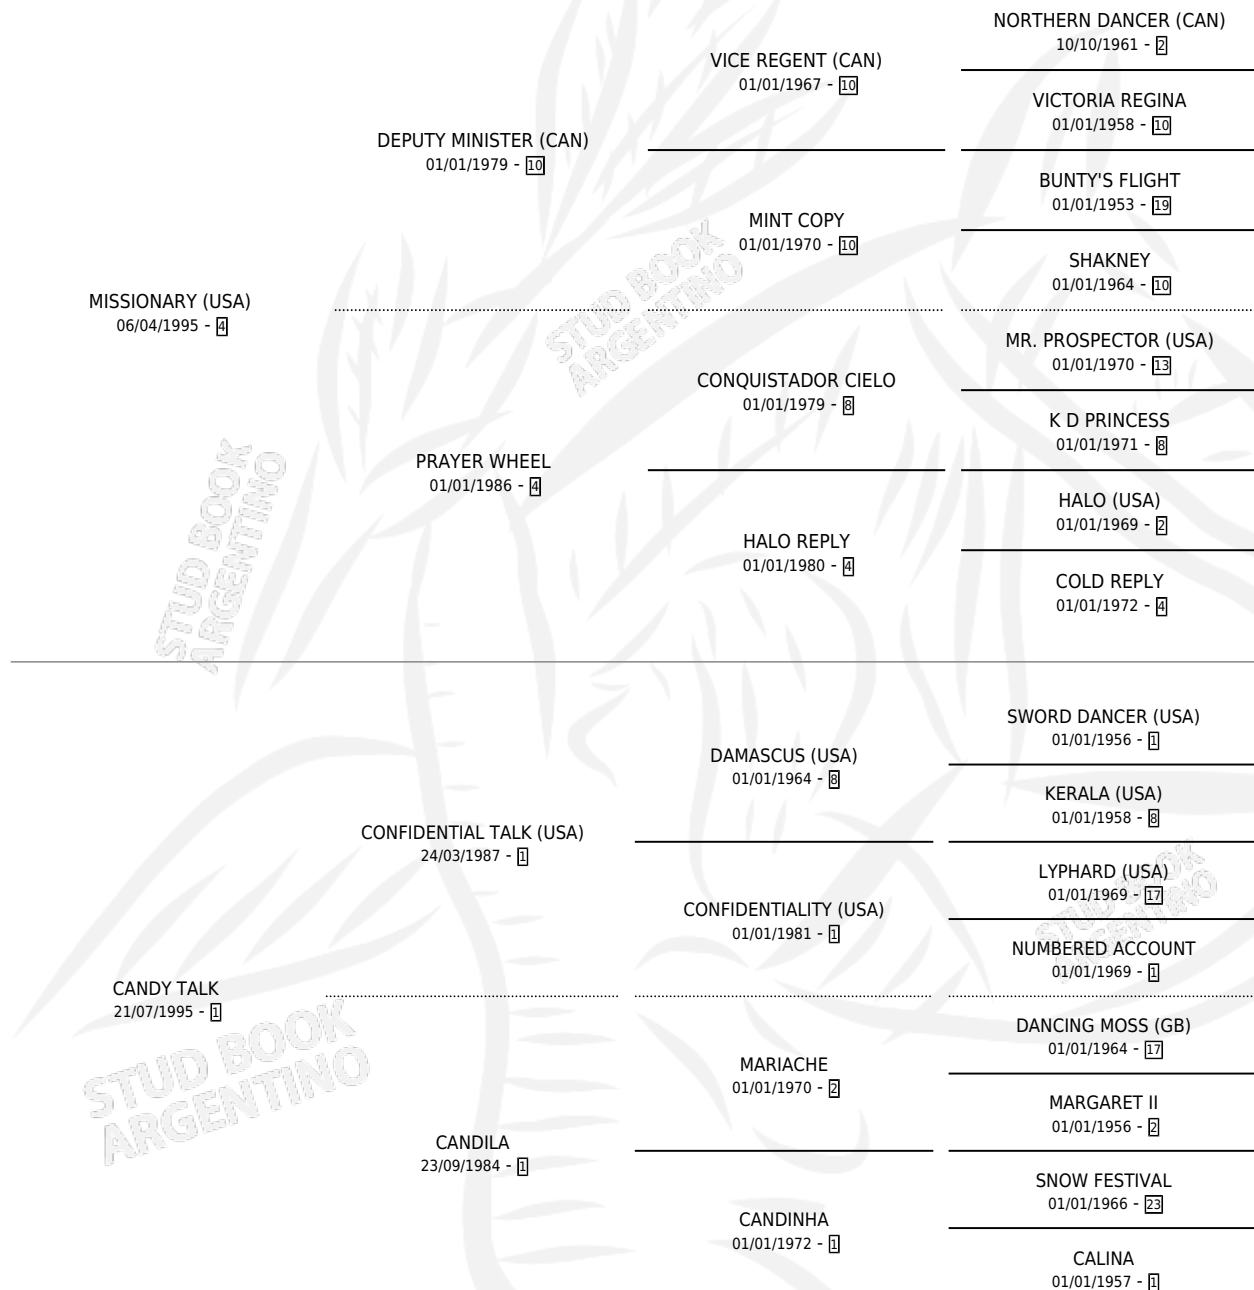 NORTHERN DANCER (CAN)
10/10/1961 - 2
VICE REGENT (CAN)
01/01/1967 - 10
VICTORIA REGINA
01/01/1958 - 10
DEPUTY MINISTER (CAN)
01/01/1979 - 10
BUNTY'S FLIGHT
01/01/1953 - 19
MINT COPY
01/01/1970 - 10
SHAKNEY
01/01/1964 - 10
MISSIONARY (USA)
06/04/1995 - 4
MR. PROSPECTOR (USA)
01/01/1970 - 13
CONQUISTADOR CIELO
01/01/1979 - 8
K D PRINCESS
01/01/1971 - 8
PRAYER WHEEL
01/01/1986 - 4
HALO (USA)
01/01/1969 - 2
HALO REPLY
01/01/1980 - 4
COLD REPLY
01/01/1972 - 4
STUD BOOK
ARGENTINO
STUD BOOK
ARGENTINO
SWORD DANCER (USA)
01/01/1956 - 1
DAMASCUS (USA)
01/01/1964 - 8
KERALA (USA)
01/01/1958 - 8
CONFIDENTIAL TALK (USA)
24/03/1987 - 1
LYPHARD (USA)
01/01/1969 - 17
CONFIDENTIALITY (USA)
01/01/1981 - 1
NUMBERED ACCOUNT
01/01/1969 - 1
STUD BOOK
ARGENTINO
CANDY TALK
21/07/1995 - 1
DANCING MOSS (GB)
01/01/1964 - 17
MARIACHE
01/01/1970 - 2
MARGARET II
01/01/1956 - 2
CANDILA
23/09/1984 - 1
SNOW FESTIVAL
01/01/1966 - 23
CANDINHA
01/01/1972 - 1
CALINA
01/01/1957 - 1
STUD BOOK
ARGENTINO